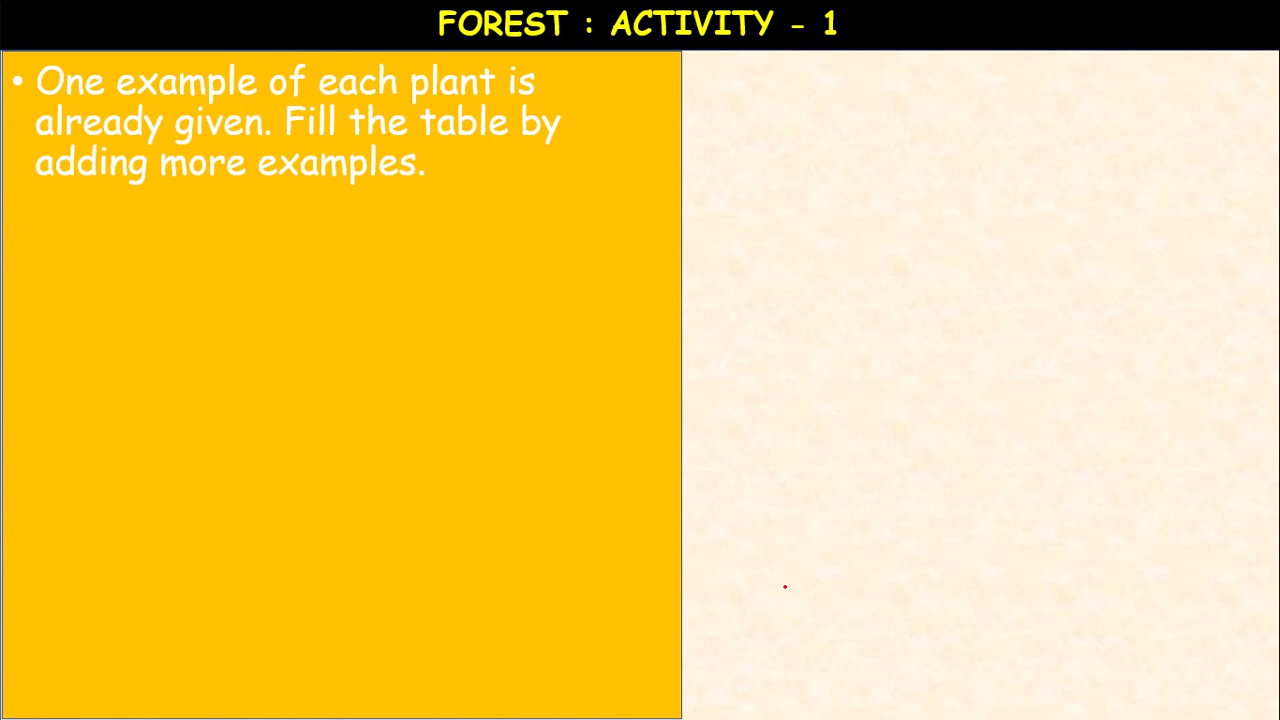 FOREST : ACTIVITY - 1
• One example of each plant is
already given. Fill the table by
adding more examples.